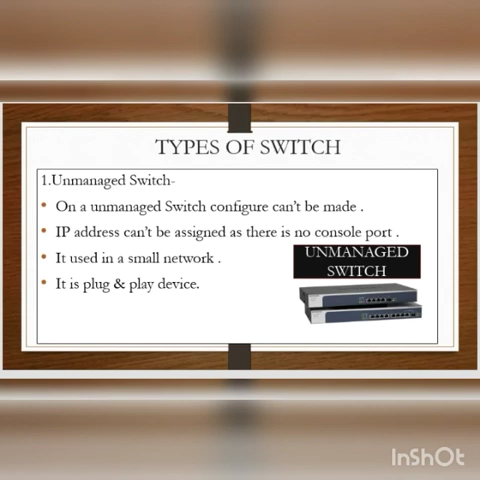 TYPES OF SWITCH
1.Unmanaged Switch-
• On a unmanaged Switch configure can't be made .
• IP address can't be assigned as there is no console port .
• It used in a small network .
• It is plug & play device.
UNMANAGED
SWITCH
InShOt